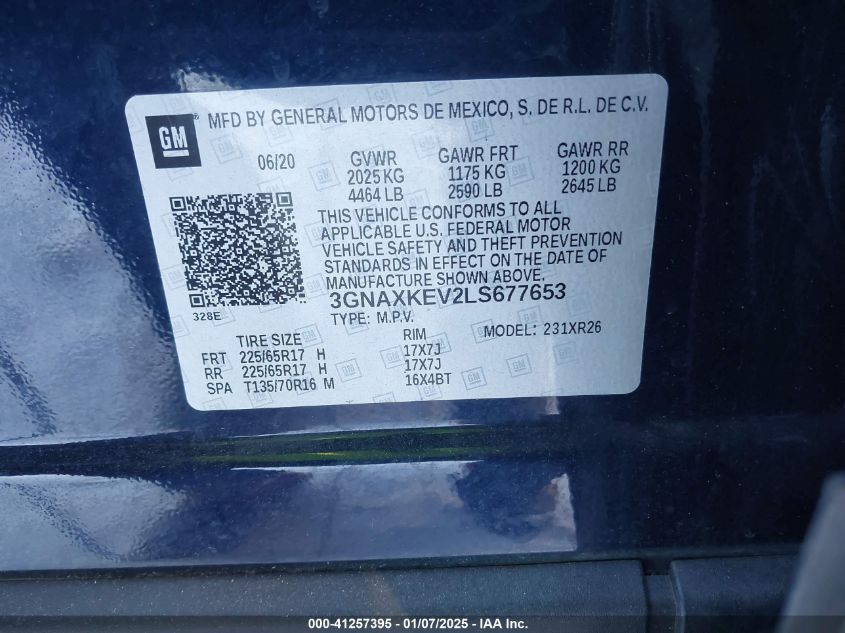 GM
MFD BY GENERAL MOTORS DE MEXICO, S. DE R.L. DE C.V.
06/20 GVWR GAWR FRT GAWR RR
2025 KG 1175 KG 1200 KG
4464 LB 2590 LB 2645 LB
THIS VEHICLE CONFORMS TO ALL
APPLICABLE U.S. FEDERAL MOTOR
VEHICLE SAFETY AND THEFT PREVENTION
STANDARDS IN EFFECT ON THE DATE OF
MANUFACTURE SHOWN ABOVE.
328E
3GNAXKEV2LS677653
TYPE: M.P.V. MODEL: 231XR26
TIRE SIZE RIM
FRT 225/65R17 H 17X7J
RR 225/65R17 H 17X7J
SPA T135/70R16 M 16X4BT
000-41257395 - 01/07/2025 - IAA Inc.